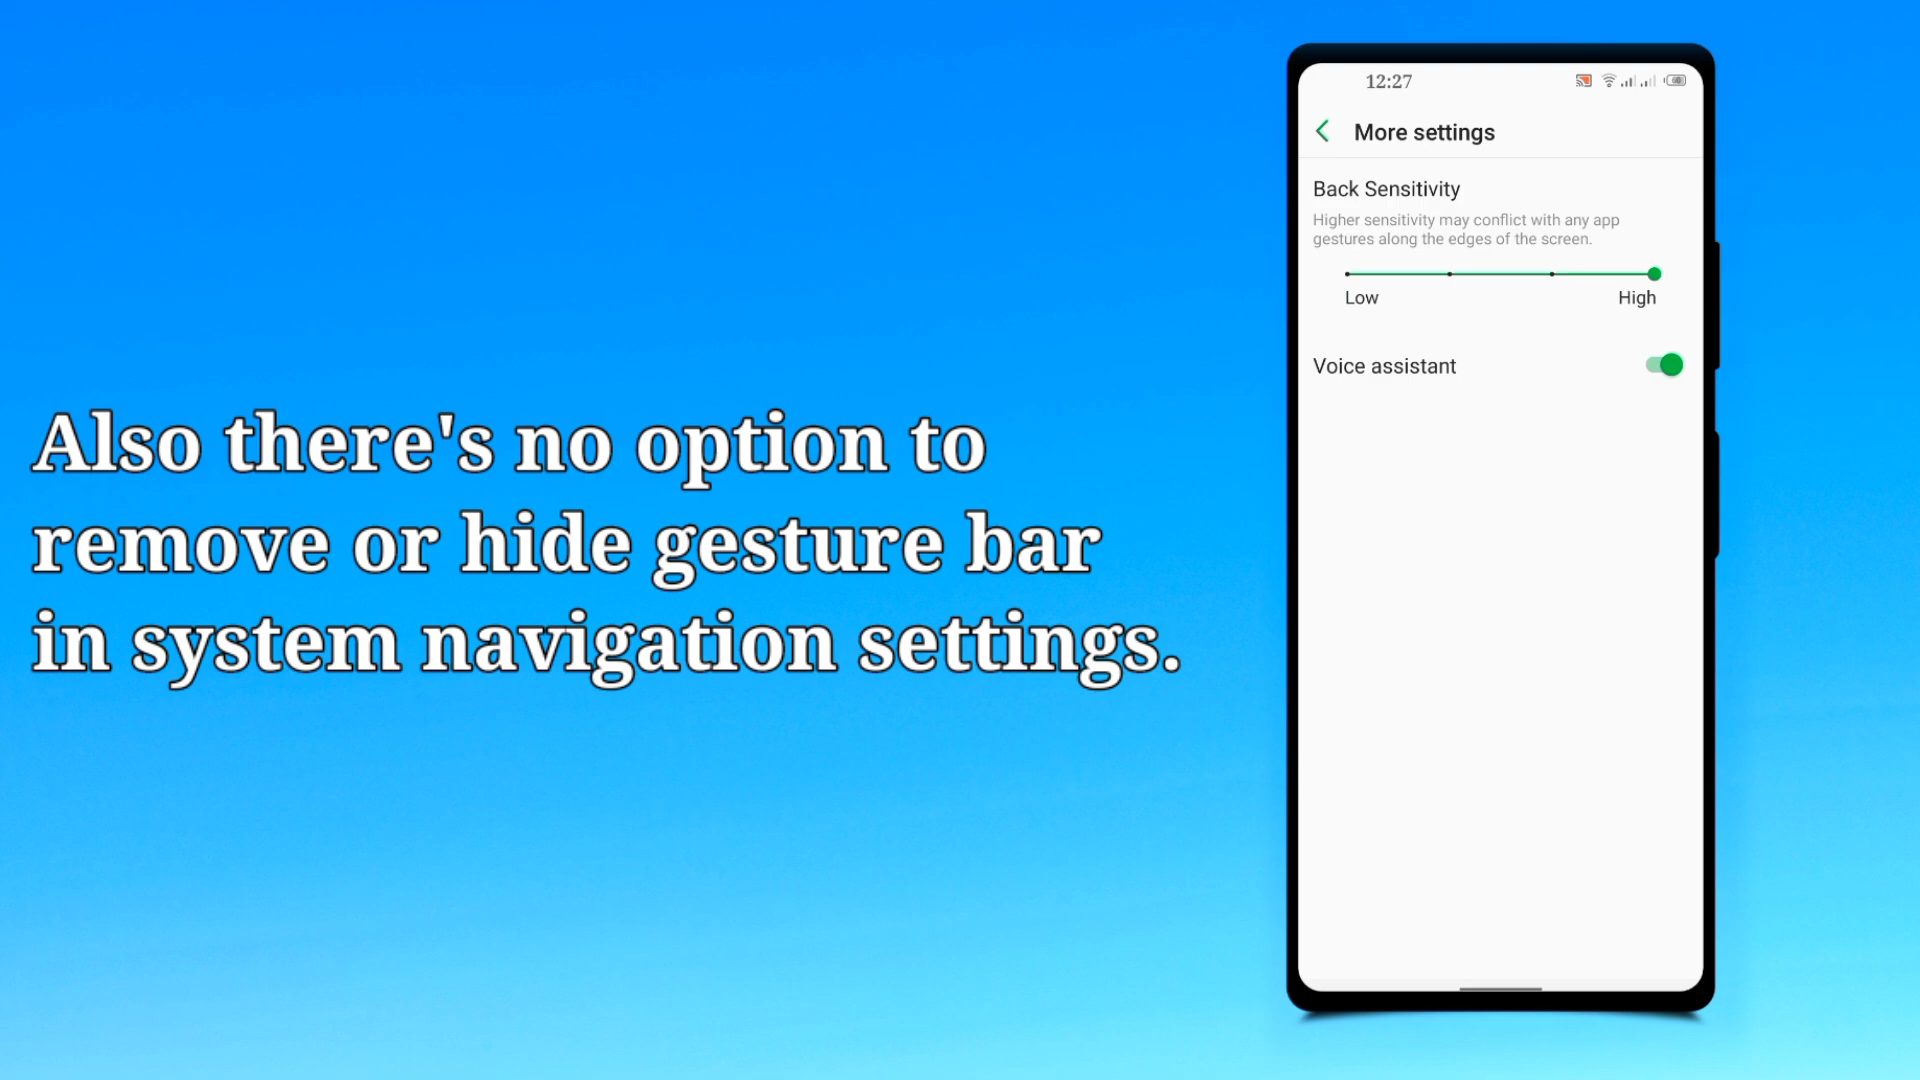 Also there's no option to
remove or hide gesture bar
in system navigation settings.
12:27
60
More settings
Back Sensitivity
Higher sensitivity may conflict with any app
gestures along the edges of the screen.
Low High
Voice assistant